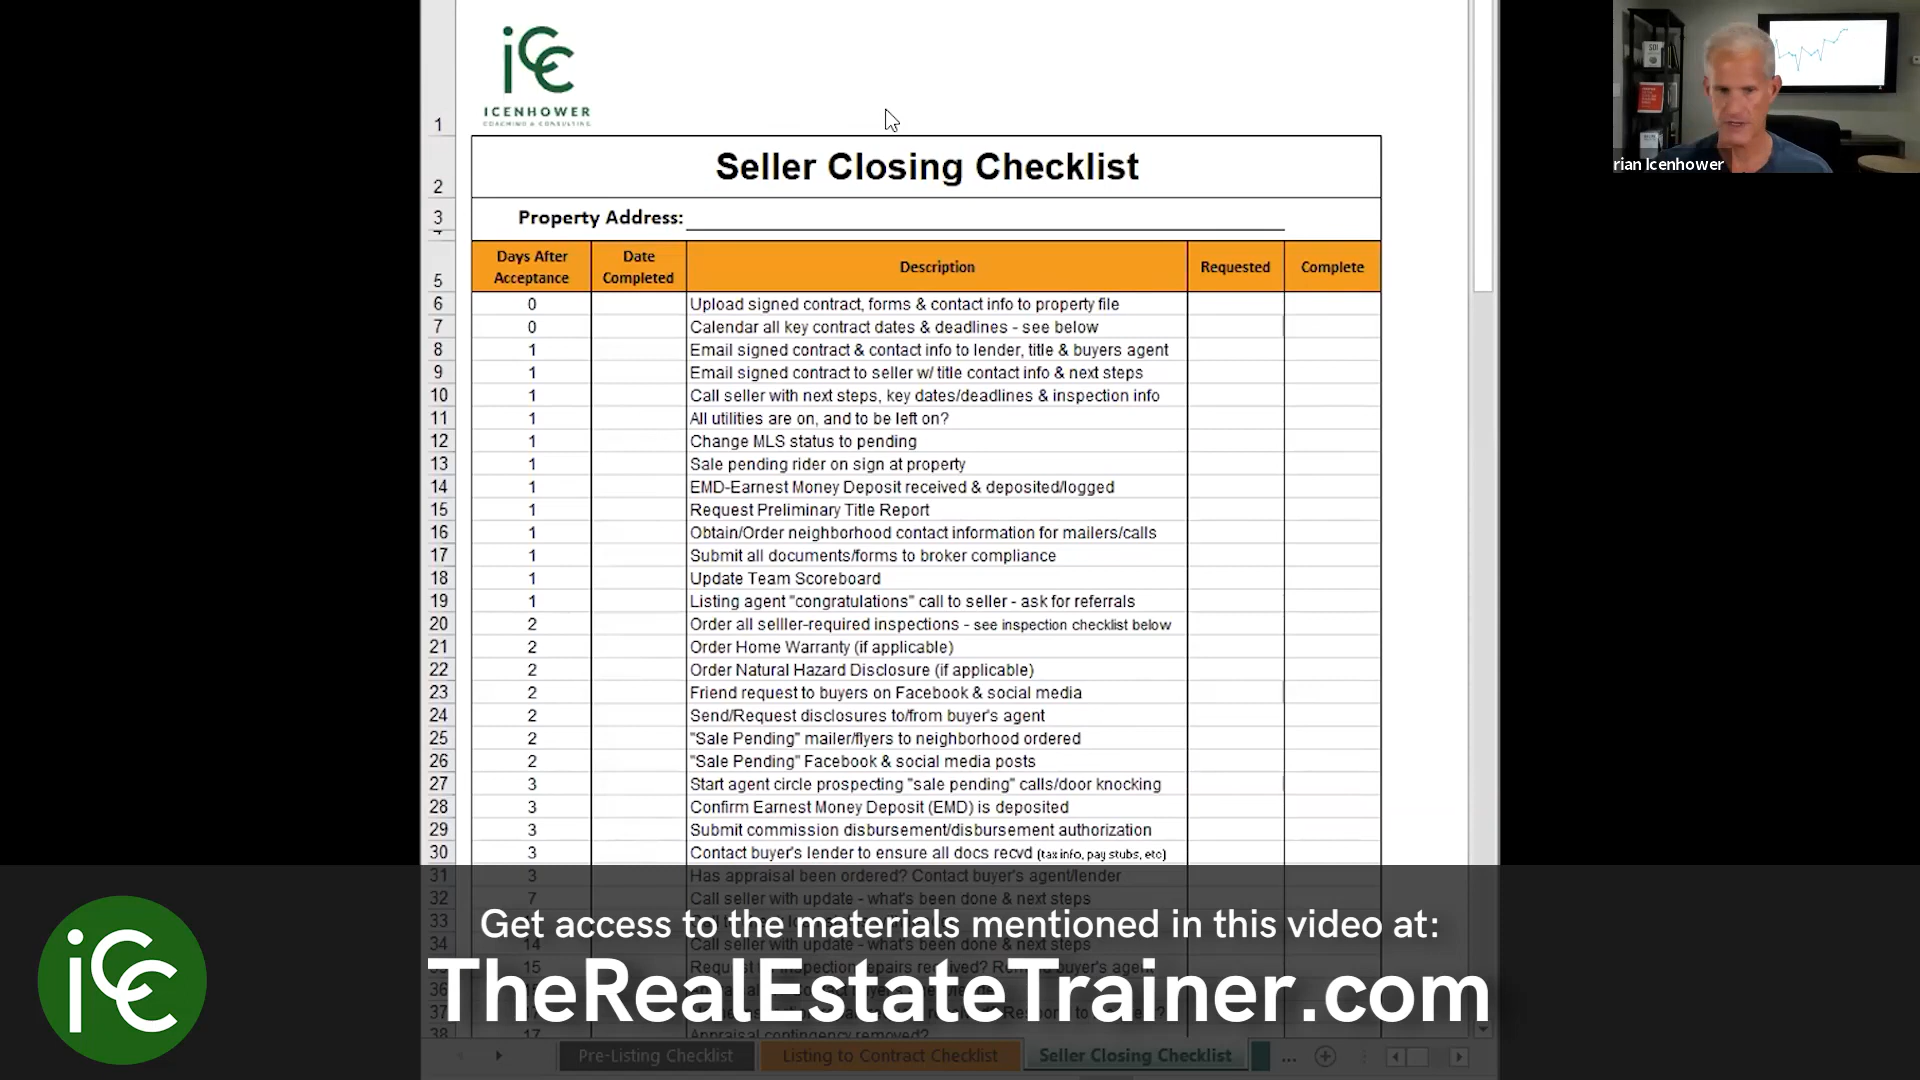 iCC
ICENHOWER
COACHING & CONSULTING
1
Seller Closing Checklist
2
3 Property Address:
Days After Acceptance Date Completed Description Requested Complete
5
6 0 Upload signed contract, forms & contact info to property file
7 0 Calendar all key contract dates & deadlines - see below
8 1 Email signed contract & contact info to lender, title & buyers agent
9 1 Email signed contract to seller w/ title contact info & next steps
10 1 Call seller with next steps, key dates/deadlines & inspection info
11 1 All utilities are on, and to be left on?
12 1 Change MLS status to pending
13 1 Sale pending rider on sign at property
14 1 EMD-Earnest Money Deposit received & deposited/logged
15 1 Request Preliminary Title Report
16 1 Obtain/Order neighborhood contact information for mailers/calls
17 1 Submit all documents/forms to broker compliance
18 1 Update Team Scoreboard
19 1 Listing agent "congratulations" call to seller - ask for referrals
20 2 Order all selller-required inspections - see inspection checklist below
21 2 Order Home Warranty (if applicable)
22 2 Order Natural Hazard Disclosure (if applicable)
23 2 Friend request to buyers on Facebook & social media
24 2 Send/Request disclosures to/from buyer's agent
25 2 "Sale Pending" mailer/flyers to neighborhood ordered
26 2 "Sale Pending" Facebook & social media posts
27 3 Start agent circle prospecting "sale pending" calls/door knocking
28 3 Confirm Earnest Money Deposit (EMD) is deposited
29 3 Submit commission disbursement/disbursement authorization
30 3 Contact buyer's lender to ensure all docs recvd (tax info, pay stubs, etc)
31 3 Has appraisal been ordered? Contact buyer's agent/lender
32 7 Call seller with update - what's been done & next steps
33
34 14 Call seller with update - what's been done & next steps
15
36
37
38 17 Appraisal contingency removed?
Get access to the materials mentioned in this video at:
TheRealEstateTrainer.com
iCC
Pre-Listing Checklist Listing to Contract Checklist Seller Closing Checklist ...
rian Icenhower